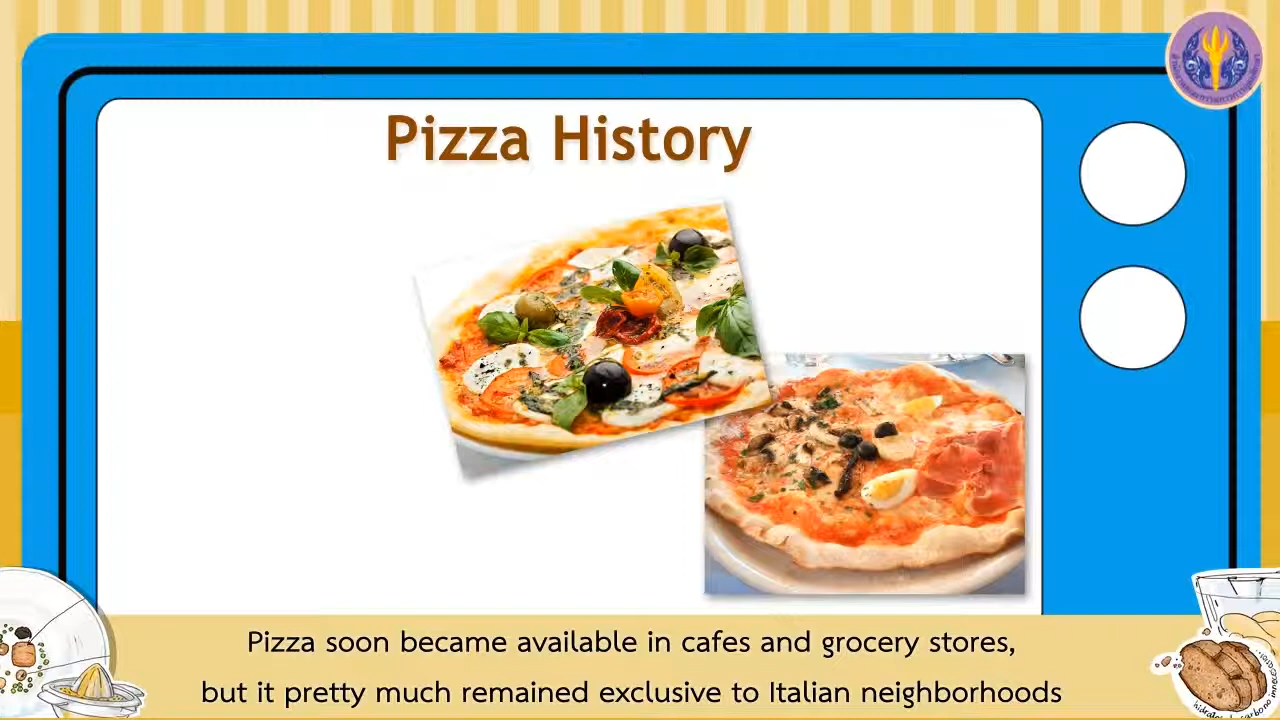 Pizza History
Pizza soon became available in cafes and grocery stores,
but it pretty much remained exclusive to Italian neighborhoods